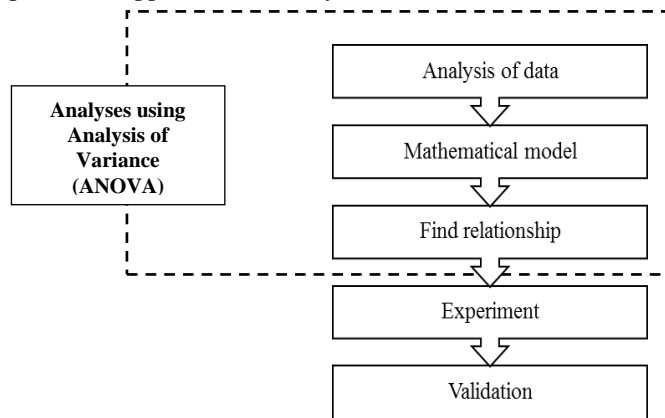 Analysis of data
Analyses using
Analysis of
Variance
(ANOVA)
Mathematical model
Find relationship
Experiment
Validation